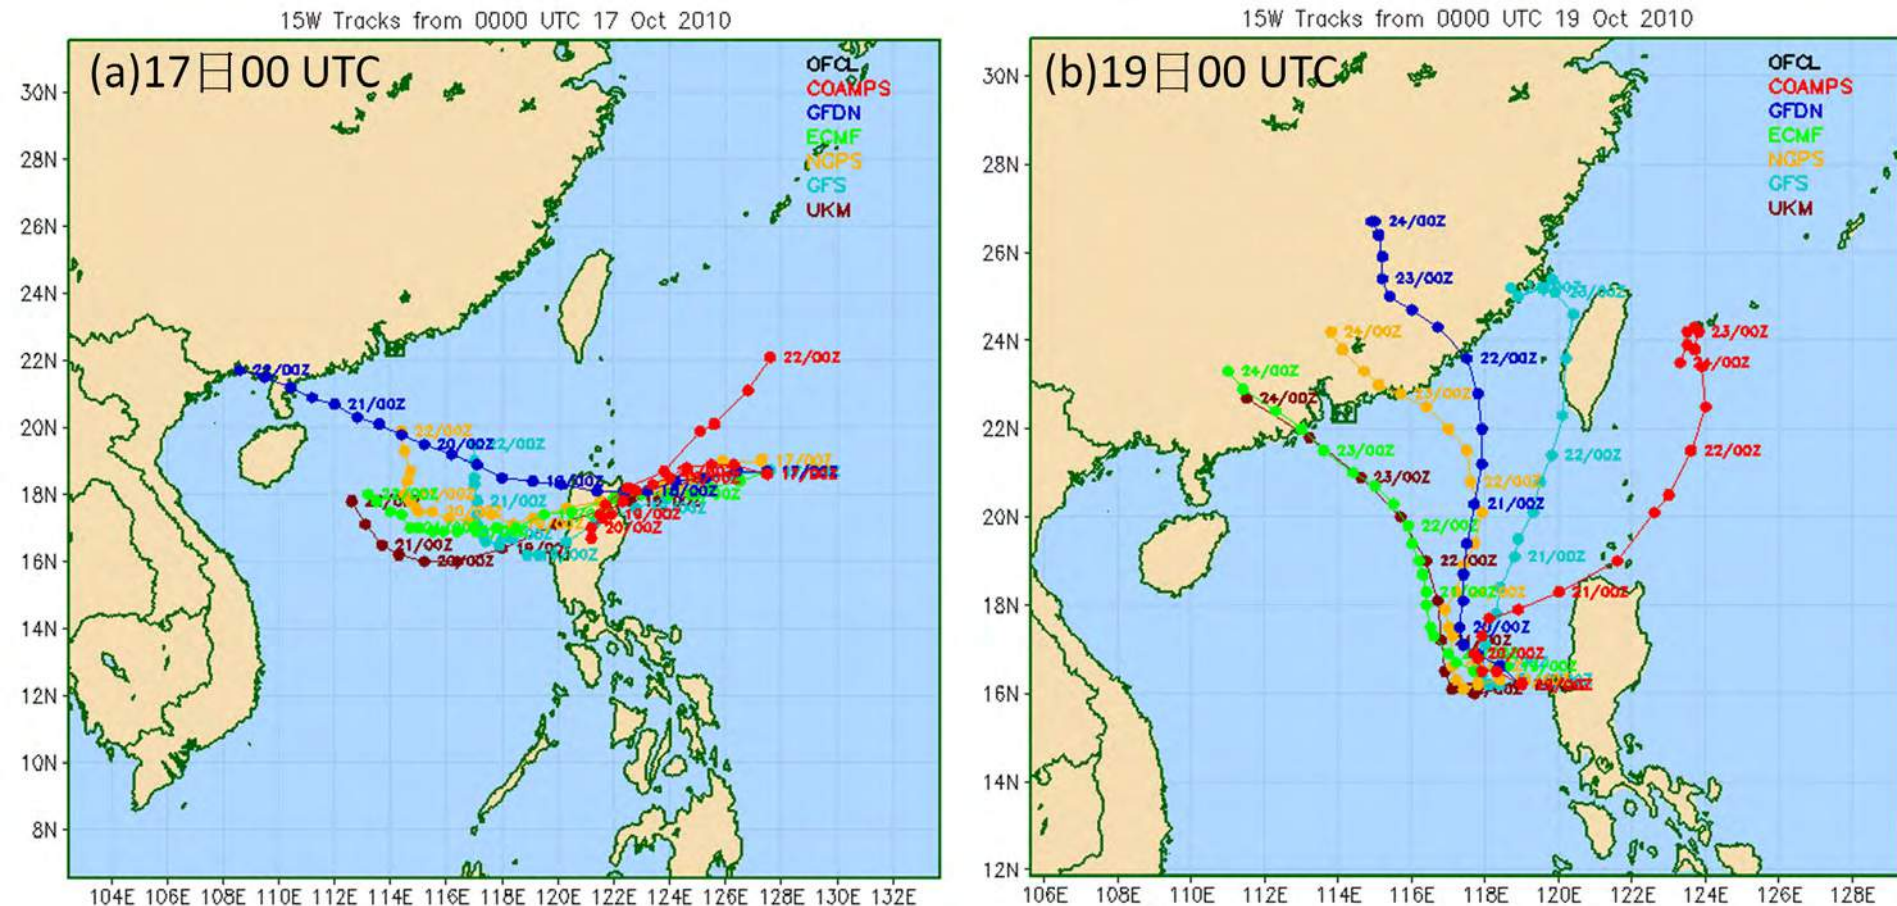 15W Tracks from 0000 UTC 17 Oct 2010
(a)17日00 UTC
OFCL
COAMPS
GFDN
ECMF
NGPS
GFS
UKM
30N
28N
26N
24N
22N
20N
18N
16N
14N
12N
10N
8N
22/00Z
22/00Z
21/00Z
22/00Z
20/00Z
22/00Z
17/00Z
17/00Z
21/00Z
21/00Z
20/00Z
20/00Z
104E 106E 108E 110E 112E 114E 116E 118E 120E 122E 124E 126E 128E 130E 132E
15W Tracks from 0000 UTC 19 Oct 2010
(b)19日00 UTC
OFCL
COAMPS
GFDN
ECMF
NGPS
GFS
UKM
30N
28N
26N
24N
22N
20N
18N
16N
14N
12N
24/00Z
23/00Z
24/00Z
23/00Z
22/00Z
24/00Z
24/00Z
23/00Z
23/00Z
23/00Z
22/00Z
22/00Z
22/00Z
22/00Z
21/00Z
22/00Z
21/00Z
21/00Z
20/00Z
20/00Z
106E 108E 110E 112E 114E 116E 118E 120E 122E 124E 126E 128E